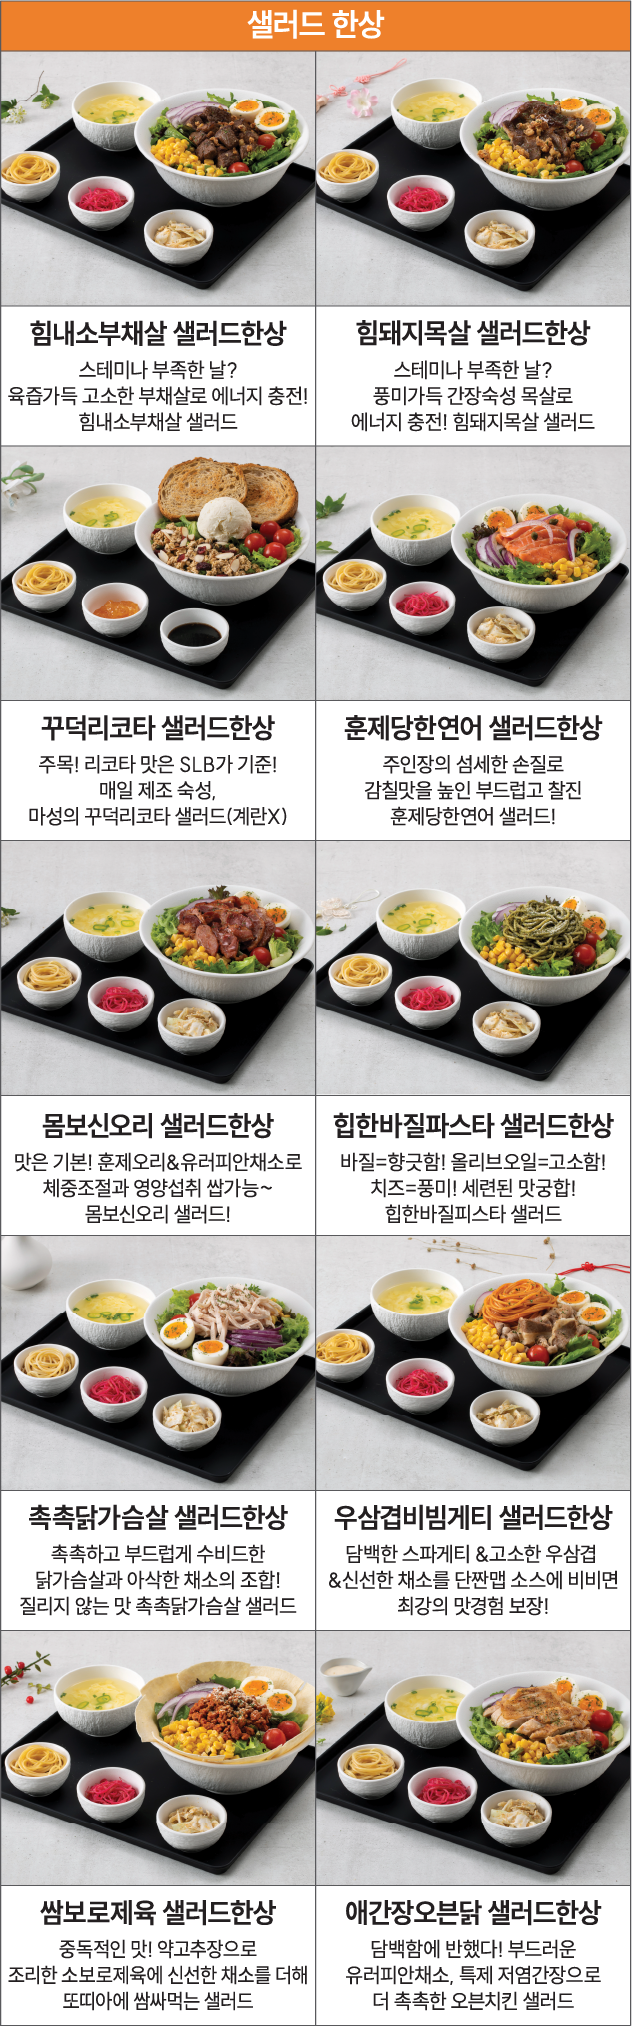 샐러드 한상
힘내소부채살 샐러드한상
스테미나 부족한 날?
육즙가득 고소한 부채살로 에너지 충전!
힘내소부채살 샐러드
힘돼지목살 샐러드한상
스테미나 부족한 날?
풍미가득 간장숙성 목살로
에너지 충전! 힘돼지목살 샐러드
꾸덕리코타 샐러드한상
주목! 리코타 맛은 SLB가 기준!
매일 제조 숙성,
마성의 꾸덕리코타 샐러드(계란X)
훈제당한연어 샐러드한상
주인장의 섬세한 손질로
감칠맛을 높인 부드럽고 찰진
훈제당한연어 샐러드!
몸보신오리 샐러드한상
맛은 기본! 훈제오리&유러피안채소로
체중조절과 영양섭취 쌉가능~
몸보신오리 샐러드!
힙한바질파스타 샐러드한상
바질=향긋함! 올리브오일=고소함!
치즈=풍미! 세련된 맛궁합!
힙한바질피스타 샐러드
촉촉닭가슴살 샐러드한상
촉촉하고 부드럽게 수비드한
닭가슴살과 아삭한 채소의 조합!
질리지 않는 맛 촉촉닭가슴살 샐러드
우삼겹비빔게티 샐러드한상
담백한 스파게티 &고소한 우삼겹
&신선한 채소를 단짠맵 소스에 비비면
최강의 맛경험 보장!
쌈보로제육 샐러드한상
중독적인 맛! 약고추장으로
조리한 소보로제육에 신선한 채소를 더해
또띠아에 쌈싸먹는 샐러드
애간장오븐닭 샐러드한상
담백함에 반했다! 부드러운
유러피안채소, 특제 저염간장으로
더 촉촉한 오븐치킨 샐러드